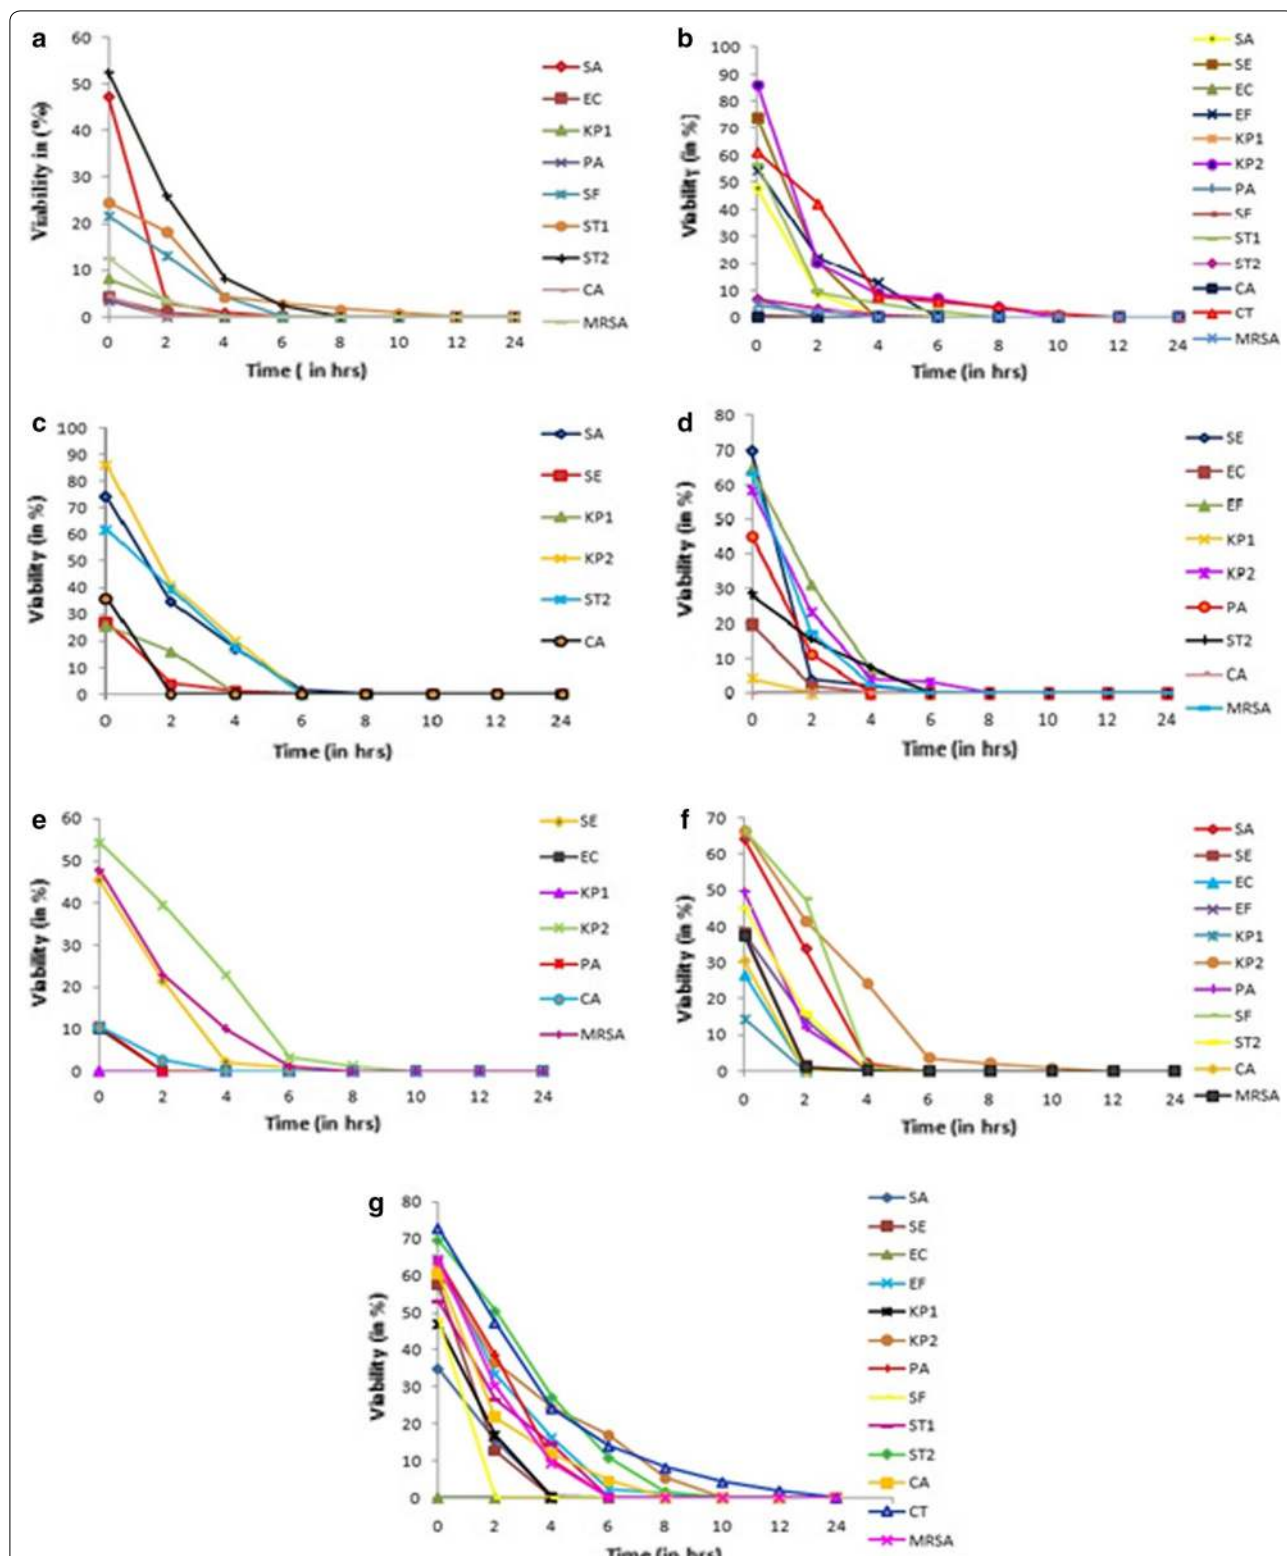 a
60
50
40
30
20
10
0
Viability in (%)
0 2 4 6 8 10 12 24
Time ( in hrs)
SA
EC
KP1
PA
SF
ST1
ST2
CA
MRSA
b
100
90
80
70
60
50
40
30
20
10
0
Viability (in %]
0 2 4 6 8 10 12 24
Time (in hrs)
SA
SE
EC
EF
KP1
KP2
PA
SF
ST1
ST2
CA
CT
MRSA
c
100
90
80
70
60
50
40
30
20
10
0
Viability (in %)
0 2 4 6 8 10 12 24
Time (in hrs)
SA
SE
KP1
KP2
ST2
CA
d
80
70
60
50
40
30
20
10
0
Viability (in %)
0 2 4 6 8 10 12 24
Time (in hrs)
SE
EC
EF
KP1
KP2
PA
ST2
CA
MRSA
e
60
50
40
30
20
10
0
Viability (in %)
0 2 4 6 8 10 12 24
Time (in hrs)
SE
EC
KP1
KP2
PA
CA
MRSA
f
70
60
50
40
30
20
10
0
Viability (in %)
0 2 4 6 8 10 12 24
Time (in hrs)
SA
SE
EC
EF
KP1
KP2
PA
SF
ST2
CA
MRSA
g
80
70
60
50
40
30
20
10
0
Viability (in %)
0 2 4 6 8 10 12 24
Time (in hrs)
SA
SE
EC
EF
KP1
KP2
PA
SF
ST1
ST2
CA
CT
MRSA